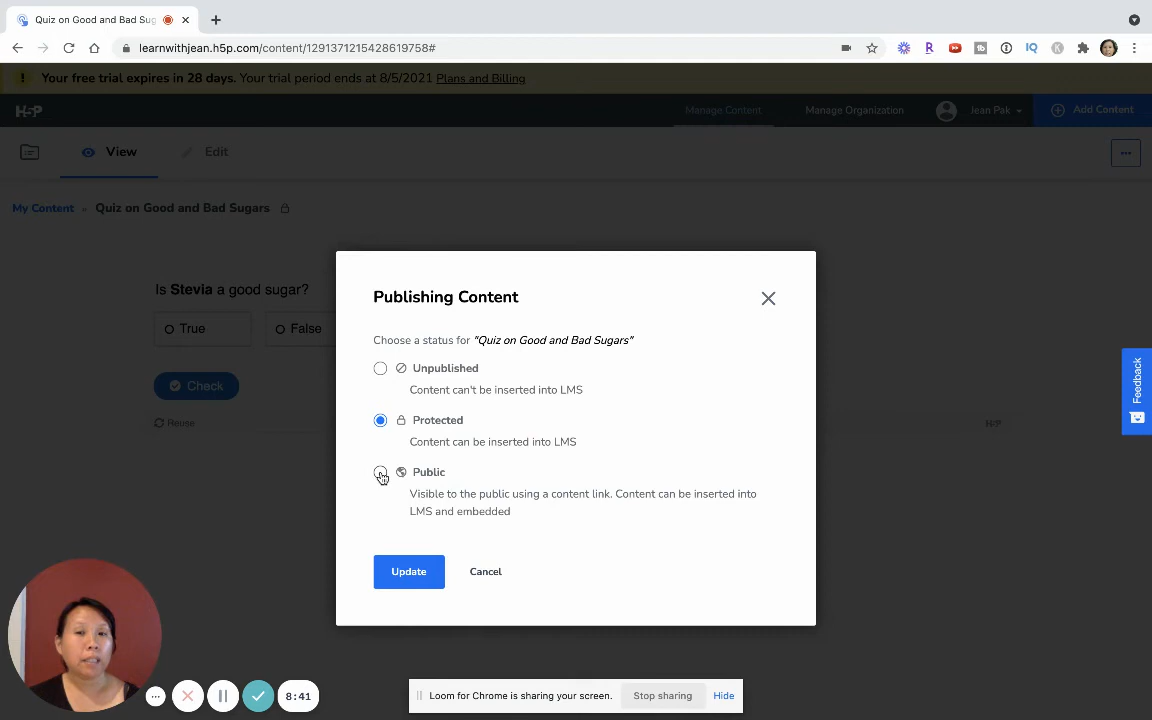 Quiz on Good and Bad Sug
learnwithjean.h5p.com/content/1291371215428619758#
Your free trial expires in 28 days. Your trial period ends at 8/5/2021 Plans and Billing
H5P
Manage Content
Manage Organization
Jean Pak
Add Content
View
Edit
My Content
Quiz on Good and Bad Sugars
Publishing Content
Is Stevia a good sugar?
True
False
Check
Reuse
H5P
Choose a status for "Quiz on Good and Bad Sugars"
Unpublished
Content can't be inserted into LMS
Protected
Content can be inserted into LMS
Public
Visible to the public using a content link. Content can be inserted into
LMS and embedded
Update
Cancel
Feedback
8:41
Loom for Chrome is sharing your screen.
Stop sharing
Hide